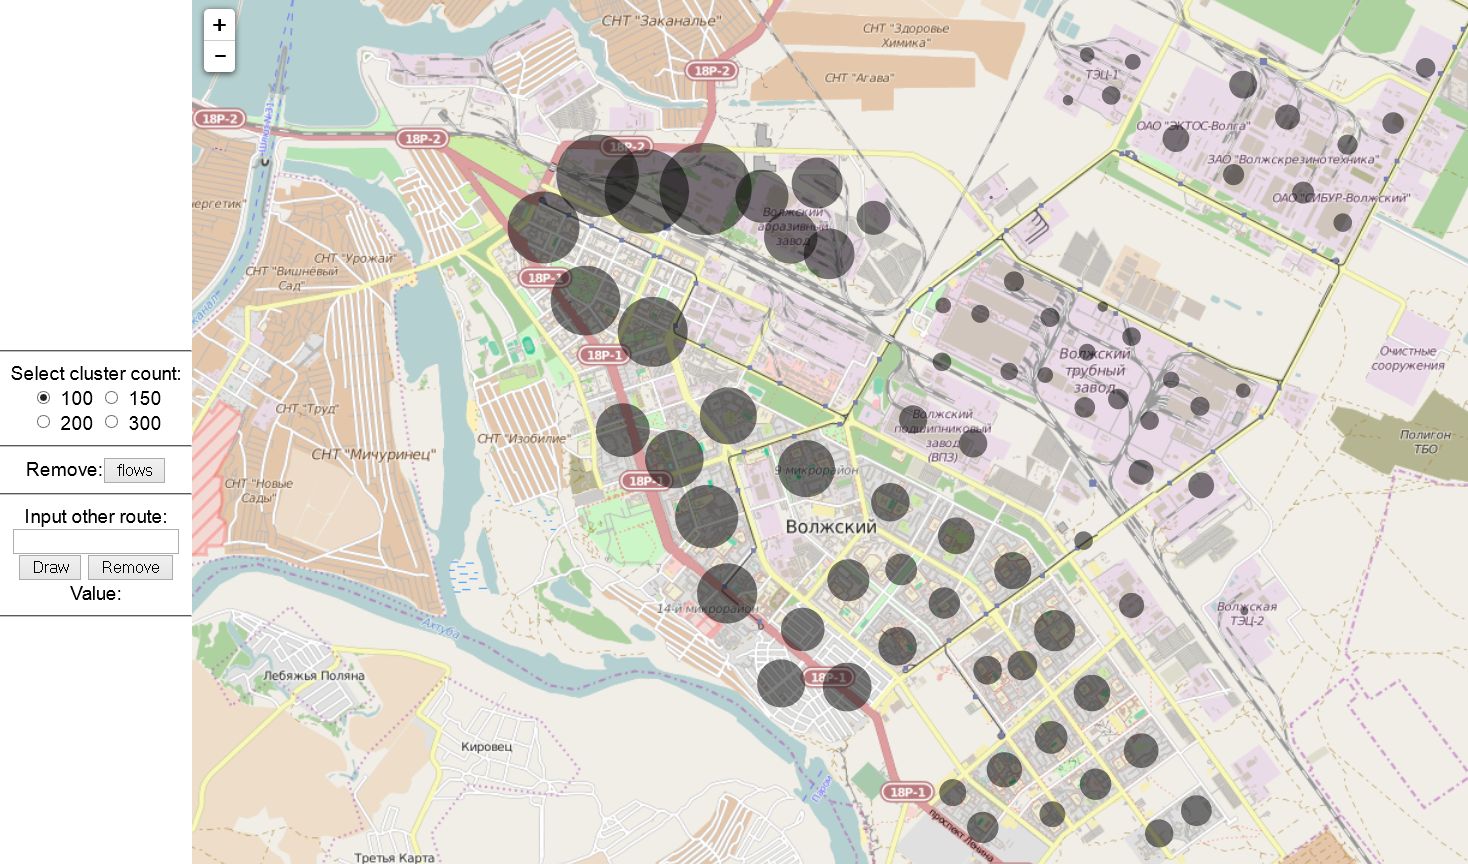 +
−
Select cluster count:
100
150
200
300
Remove:
flows
Input other route:
Draw
Remove
Value:
СНТ "Заканалье"
СНТ "Здоровье
Химика"
СНТ "Агава"
18Р-2
18Р-2
18Р-2
18Р-2
ТЭЦ-1
ОАО "ЭКТОС-Волга"
ЗАО "Волжскрезинотехника"
ОАО "СИБУР-Волжский"
Волжский
абразивный
завод
СНТ "Урожай"
СНТ "Вишнёвый
Сад"
канал
18Р-1
18Р-1
Волжский
трубный
завод
Очистные
сооружения
СНТ "Труд"
СНТ "Изобилие"
СНТ "Мичуринец"
Волжский
подшипниковый
завод
(ВПЗ)
Полигон
ТБО
9 микрорайон
СНТ "Новые
Сады"
18Р-1
Волжский
14-й микрорайон
Волжская
ТЭЦ-2
Ахтуба
Лебяжья Поляна
18Р-1
Кировец
Паром
18Р-1
проспект Ленина
Третья Карта